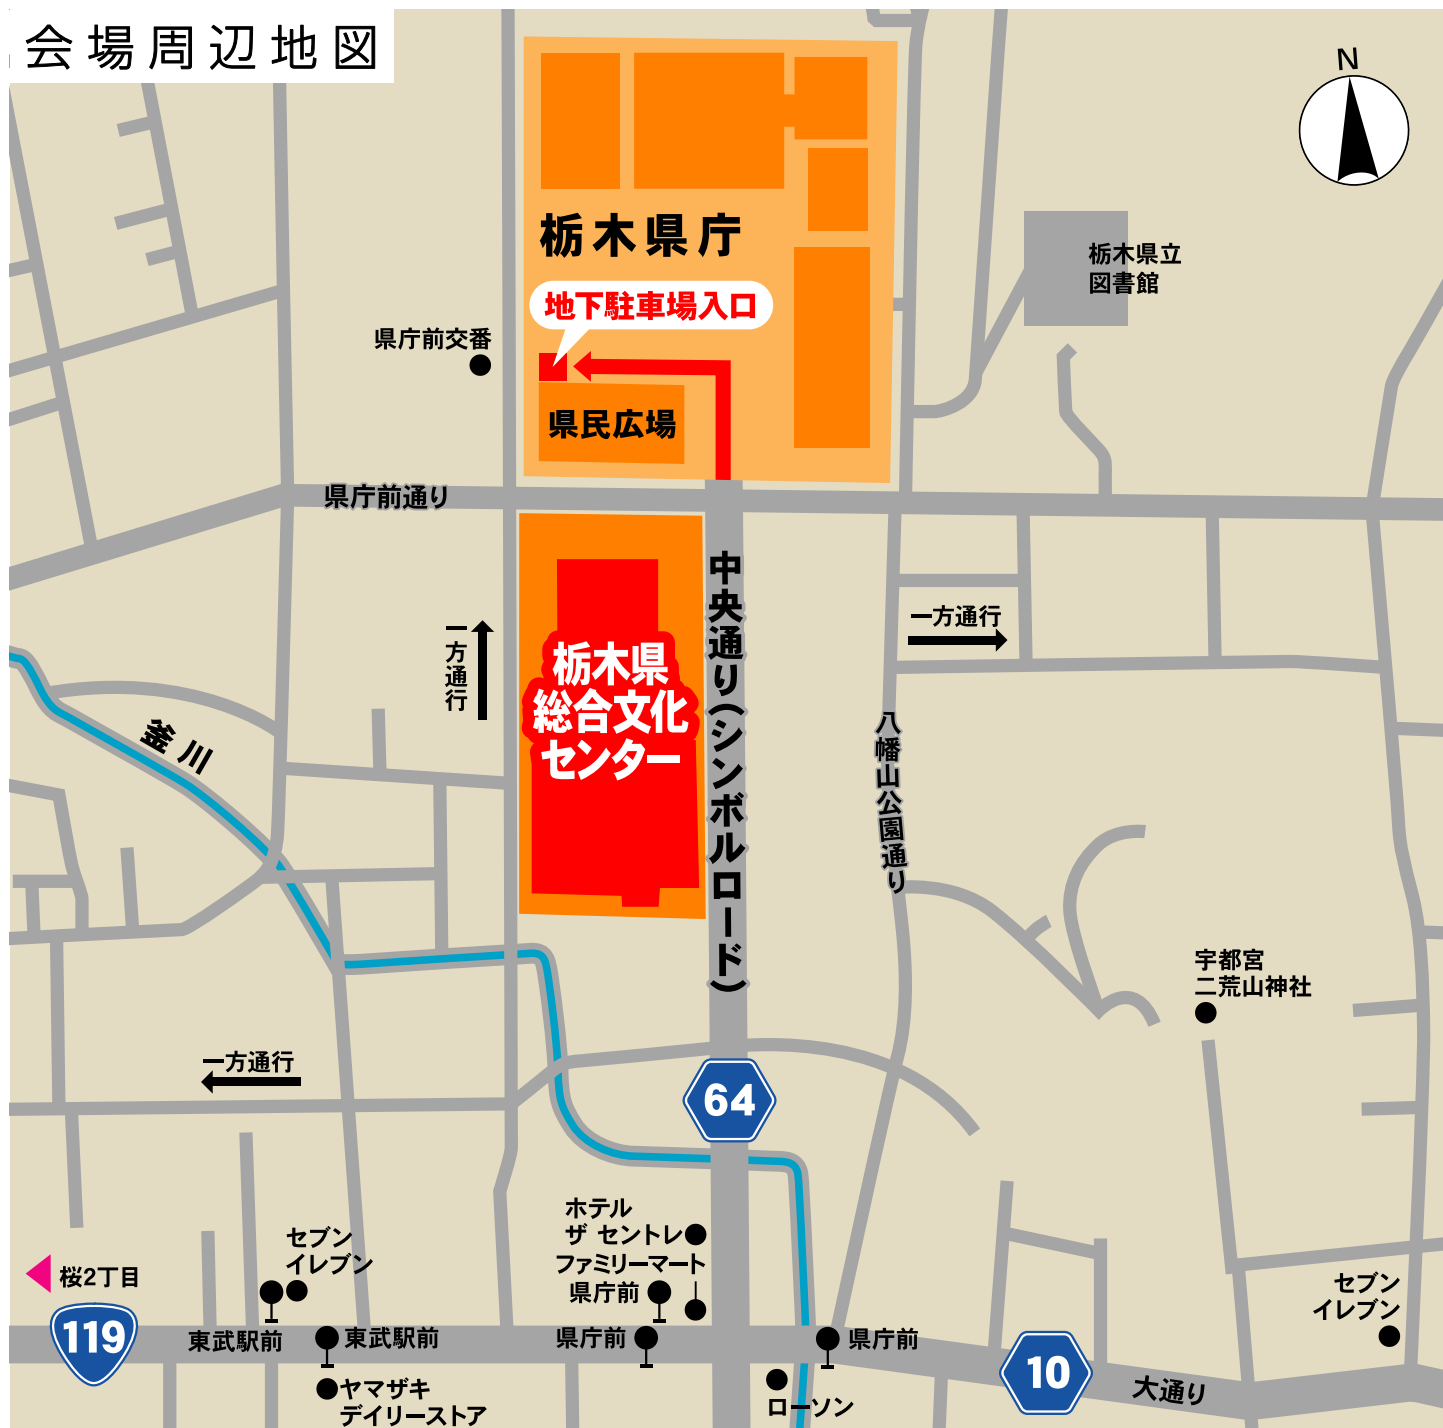 会場周辺地図
N
栃木県庁
地下駐車場入口
県民広場
栃木県立
図書館
県庁前交番
県庁前通り
中央通り(シンボルロード)
一方通行
一方通行
栃木県
総合文化
センター
八幡山公園通り
釜川
宇都宮
二荒山神社
一方通行
64
ホテル
ザ セントレ
ファミリーマート
県庁前
セブン
イレブン
桜2丁目
119
東武駅前
東武駅前
県庁前
県庁前
ヤマザキ
デイリーストア
ローソン
10
大通り
セブン
イレブン